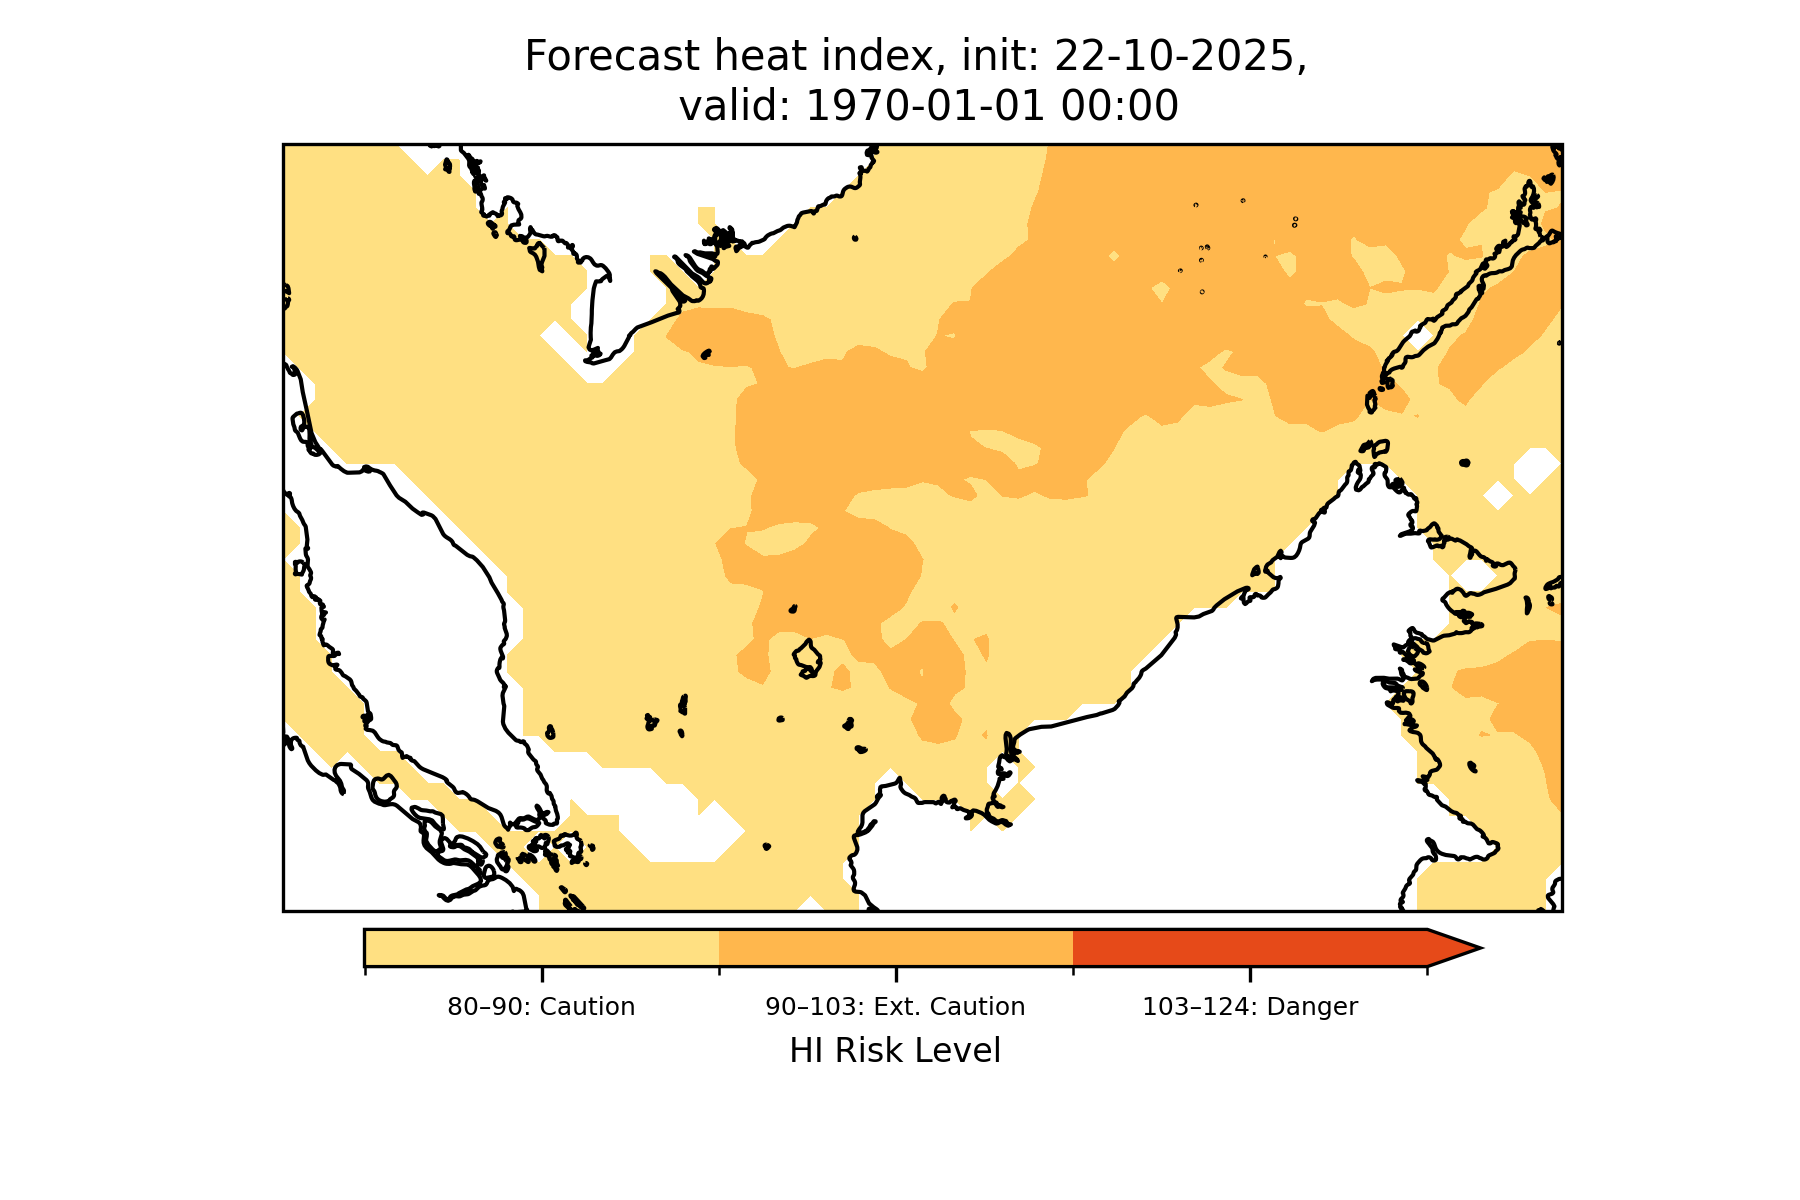 Forecast heat index, init: 22-10-2025,
valid: 1970-01-01 00:00
80–90: Caution
90–103: Ext. Caution
103–124: Danger
HI Risk Level